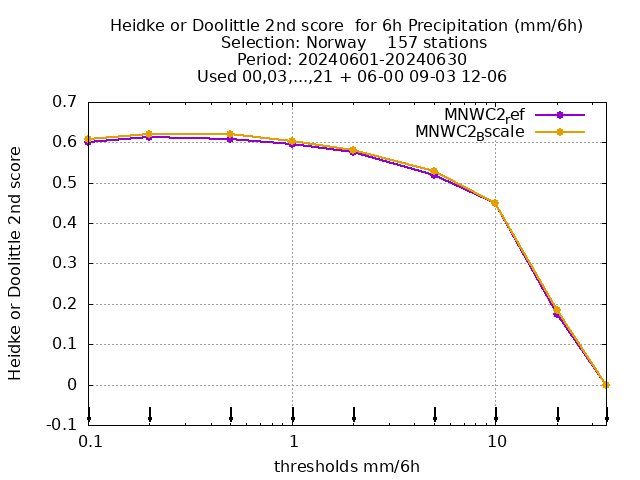 Heidke or Doolittle 2nd score  for 6h Precipitation (mm/6h)
Selection: Norway    157 stations
Period: 20240601-20240630
Used 00,03,...,21 + 06-00 09-03 12-06
MNWC2_ref
MNWC2_Bscale
Heidke or Doolittle 2nd score
0.7
0.6
0.5
0.4
0.3
0.2
0.1
0
-0.1
0.1 1 10
thresholds mm/6h